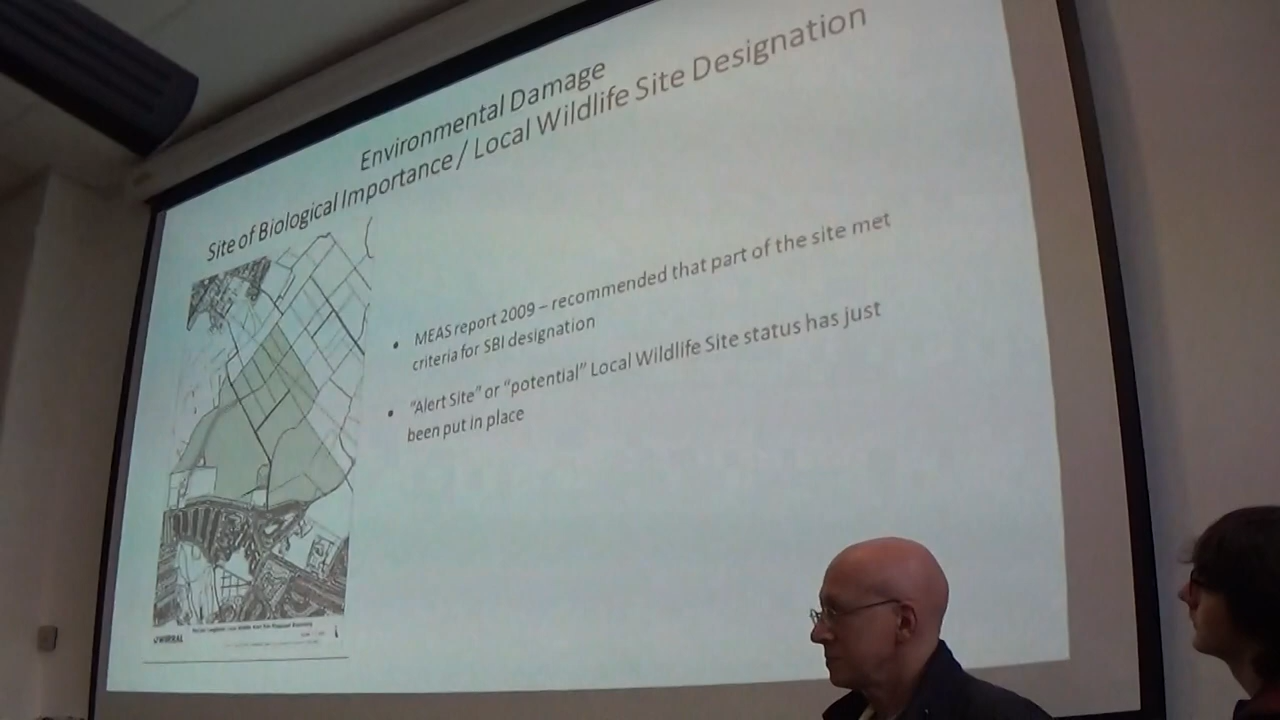 Environmental Damage
Site of Biological Importance / Local Wildlife Site Designation
• MEAS report 2009 – recommended that part of the site met
criteria for SBI designation
• “Alert Site” or “potential” Local Wildlife Site status has just
been put in place
WIRRAL